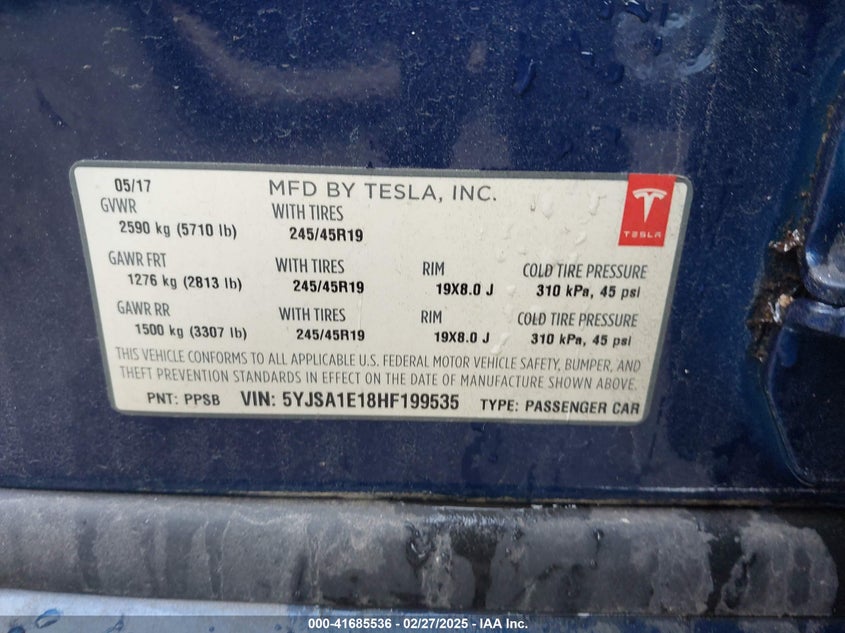 05/17 MFD BY TESLA, INC.
GVWR WITH TIRES
2590 kg (5710 lb) 245/45R19
TESLA
GAWR FRT WITH TIRES RIM COLD TIRE PRESSURE
1276 kg (2813 lb) 245/45R19 19X8.0 J 310 kPa, 45 psi
GAWR RR WITH TIRES RIM COLD TIRE PRESSURE
1500 kg (3307 lb) 245/45R19 19X8.0 J 310 kPa, 45 psi
THIS VEHICLE CONFORMS TO ALL APPLICABLE U.S. FEDERAL MOTOR VEHICLE SAFETY, BUMPER, AND
THEFT PREVENTION STANDARDS IN EFFECT ON THE DATE OF MANUFACTURE SHOWN ABOVE.
PNT: PPSB VIN: 5YJSA1E18HF199535 TYPE: PASSENGER CAR
000-41685536 - 02/27/2025 - IAA Inc.